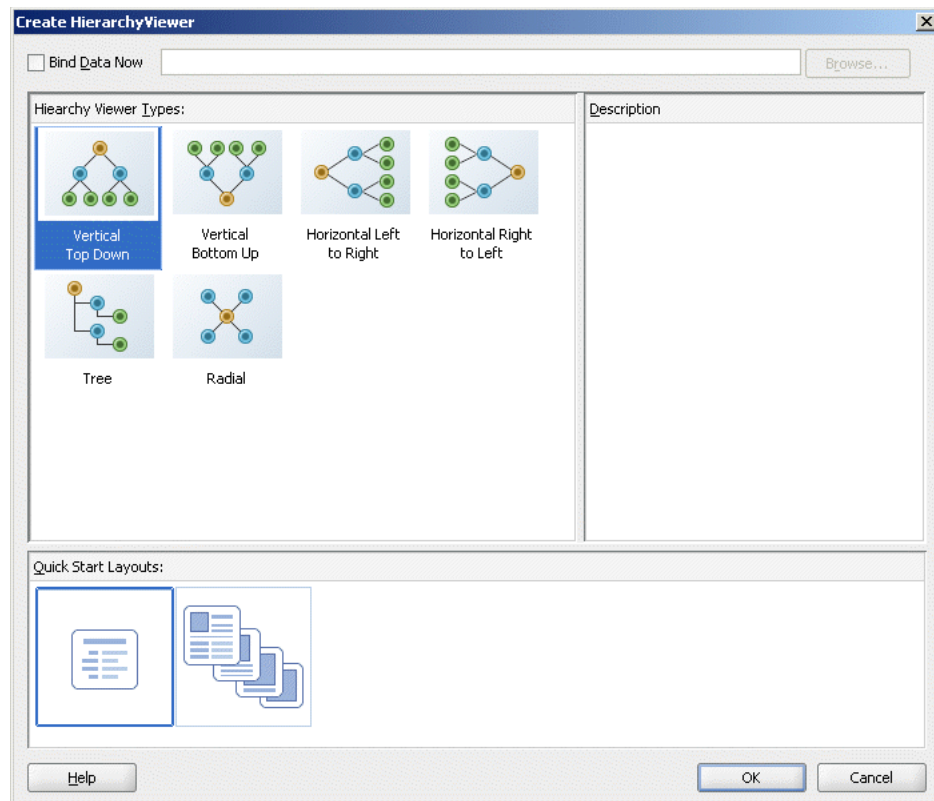 Create HierarchyViewer
Bind Data Now
Browse...
Hiearchy Viewer Types:
Description
Vertical
Top Down
Vertical
Bottom Up
Horizontal Left
to Right
Horizontal Right
to Left
Tree
Radial
Quick Start Layouts:
Help
OK
Cancel